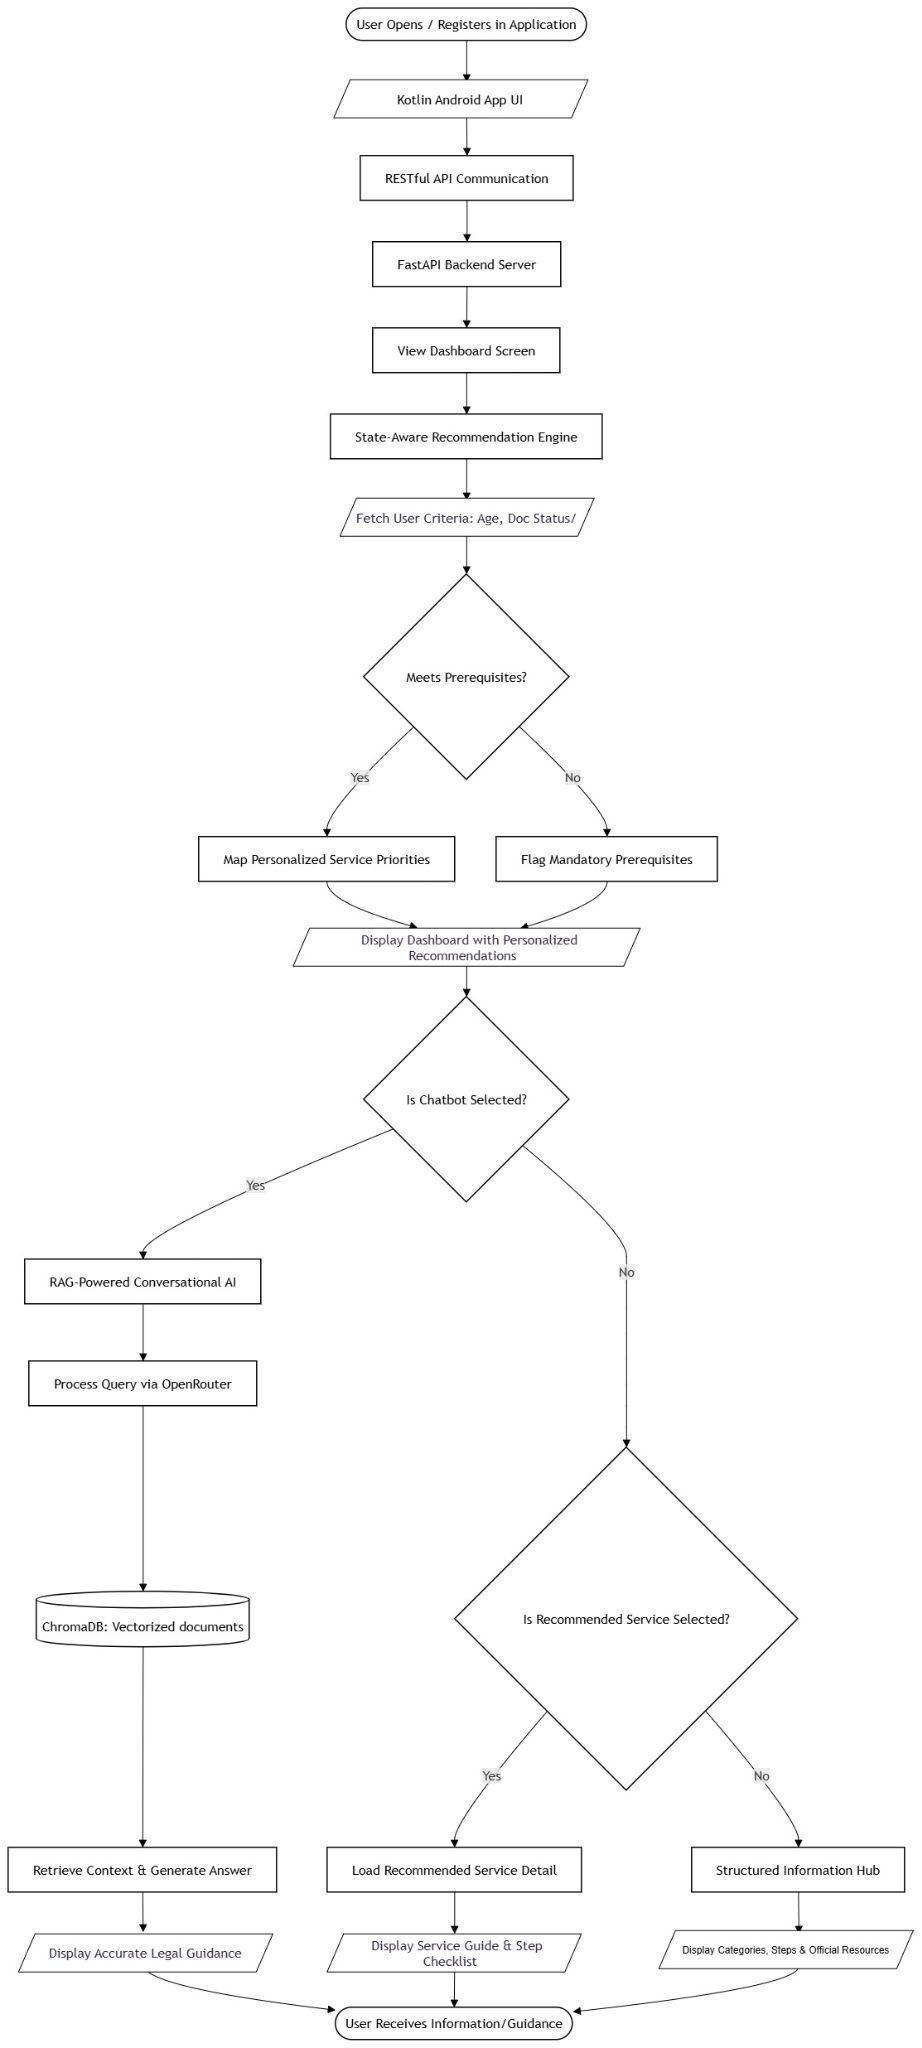 User Opens / Registers in Application
Kotlin Android App UI
RESTful API Communication
FastAPI Backend Server
View Dashboard Screen
State-Aware Recommendation Engine
Fetch User Criteria: Age, Doc Status/
Meets Prerequisites?
Yes
No
Map Personalized Service Priorities
Flag Mandatory Prerequisites
Display Dashboard with Personalized
Recommendations
Is Chatbot Selected?
Yes
No
RAG-Powered Conversational AI
Process Query via OpenRouter
ChromaDB: Vectorized documents
Is Recommended Service Selected?
Yes
No
Retrieve Context & Generate Answer
Load Recommended Service Detail
Structured Information Hub
Display Accurate Legal Guidance
Display Service Guide & Step
Checklist
Display Categories, Steps & Official Resources
User Receives Information/Guidance